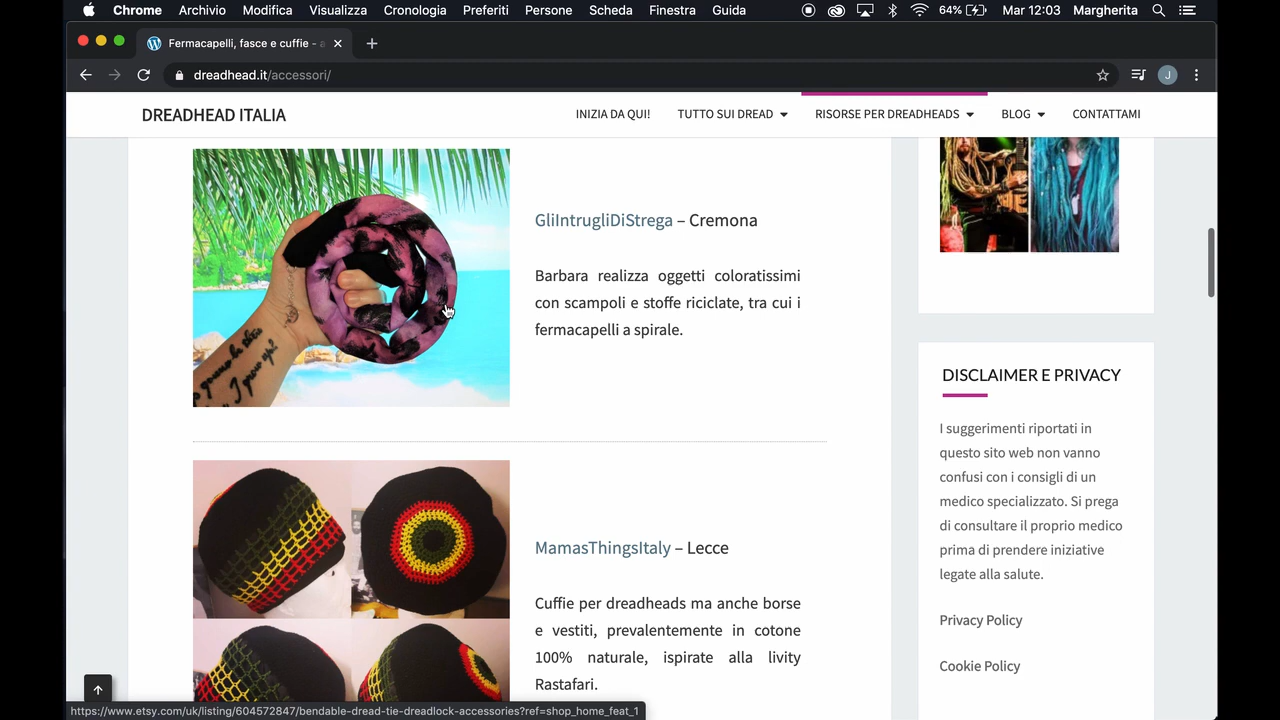 Chrome Archivio Modifica Visualizza Cronologia Preferiti Persone Scheda Finestra Guida 64% Mar 12:03 Margherita
Fermacapelli, fasce e cuffie -
dreadhead.it/accessori/
DREADHEAD ITALIA INIZIA DA QUI! TUTTO SUI DREAD RISORSE PER DREADHEADS BLOG CONTATTAMI
GliIntrugliDiStrega – Cremona
Barbara realizza oggetti coloratissimi
con scampoli e stoffe riciclate, tra cui i
fermacapelli a spirale.
MamasThingsItaly – Lecce
Cuffie per dreadheads ma anche borse
e vestiti, prevalentemente in cotone
100% naturale, ispirate alla livity
Rastafari.
DISCLAIMER E PRIVACY
I suggerimenti riportati in
questo sito web non vanno
confusi con i consigli di un
medico specializzato. Si prega
di consultare il proprio medico
prima di prendere iniziative
legate alla salute.
Privacy Policy
Cookie Policy
https://www.etsy.com/uk/listing/604572847/bendable-dread-tie-dreadlock-accessories?ref=shop_home_feat_1